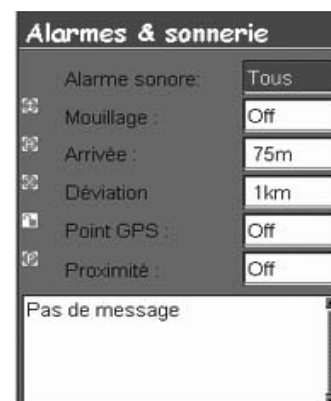 Alarmes & sonnerie
Alarme sonore: Tous
Mouillage : Off
Arrivée : 75m
Déviation 1km
Point GPS : Off
Proximité : Off
Pas de message